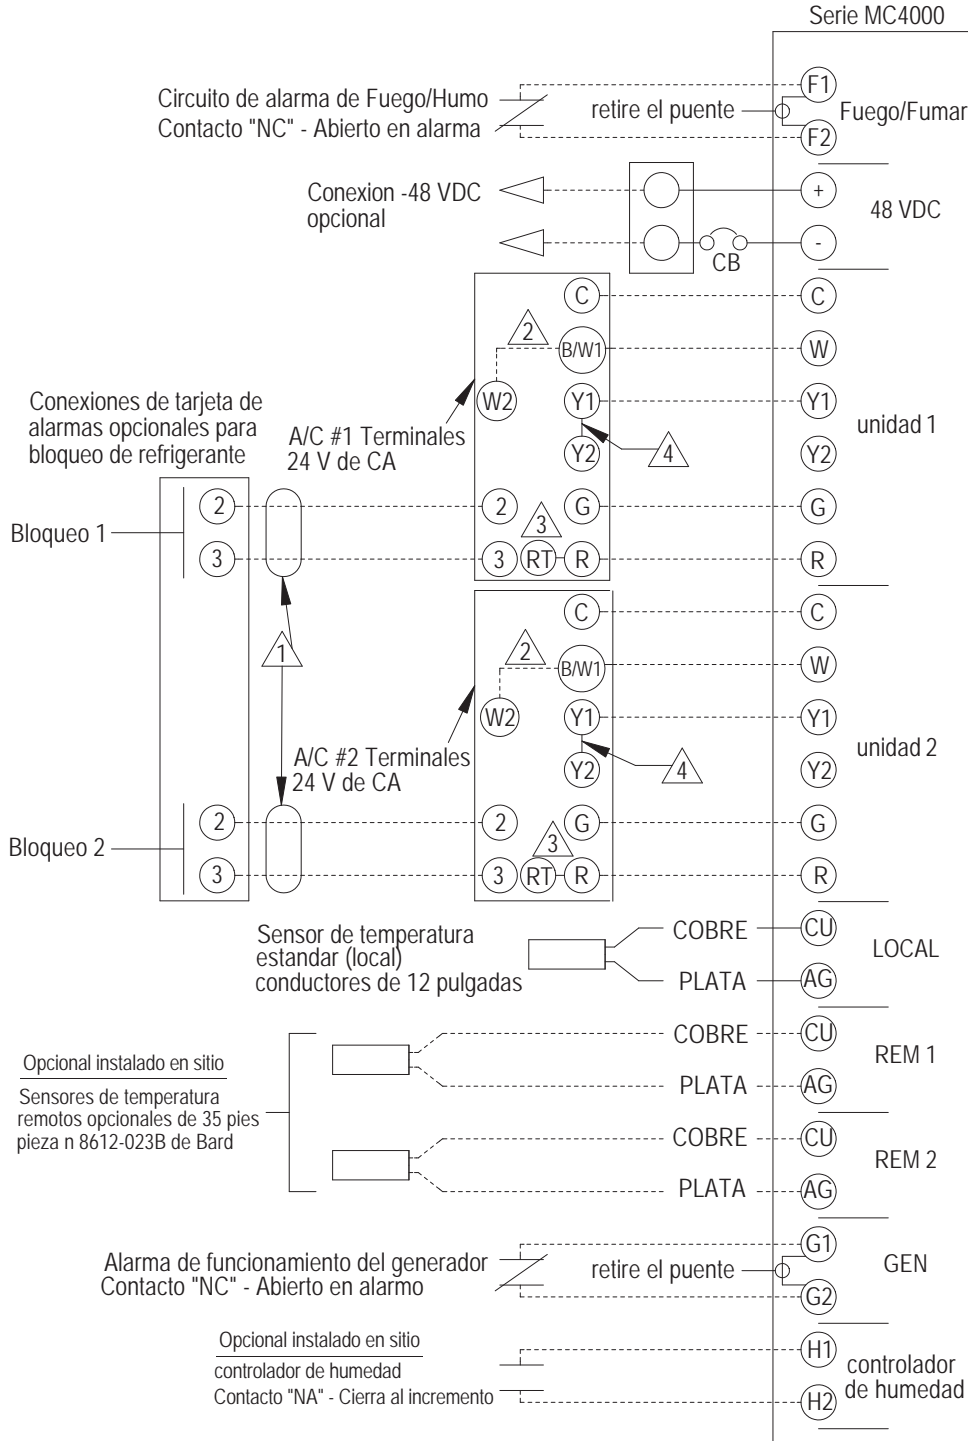 Serie MC4000
Circuito de alarma de Fuego/Humo
Contacto "NC" - Abierto en alarma
retire el puente
F1
F2
Fuego/Fumar
Conexion -48 VDC
opcional
CB
+
-
48 VDC
C
B/W1
2
W2
Y1
Y2
4
2
G
3
3
RT
R
A/C #1 Terminales
24 V de CA
C
W
Y1
Y2
G
R
unidad 1
Conexiones de tarjeta de
alarmas opcionales para
bloqueo de refrigerante
Bloqueo 1
2
3
1
C
B/W1
2
W2
Y1
Y2
4
2
G
3
3
RT
R
A/C #2 Terminales
24 V de CA
C
W
Y1
Y2
G
R
unidad 2
Bloqueo 2
2
3
Sensor de temperatura
estandar (local)
conductores de 12 pulgadas
COBRE
PLATA
CU
AG
LOCAL
Opcional instalado en sitio
Sensores de temperatura
remotos opcionales de 35 pies
pieza n 8612-023B de Bard
COBRE
PLATA
CU
AG
REM 1
COBRE
PLATA
CU
AG
REM 2
Alarma de funcionamiento del generador
Contacto "NC" - Abierto en alarmo
retire el puente
G1
G2
GEN
Opcional instalado en sitio
controlador de humedad
Contacto "NA" - Cierra al incremento
H1
H2
controlador
de humedad